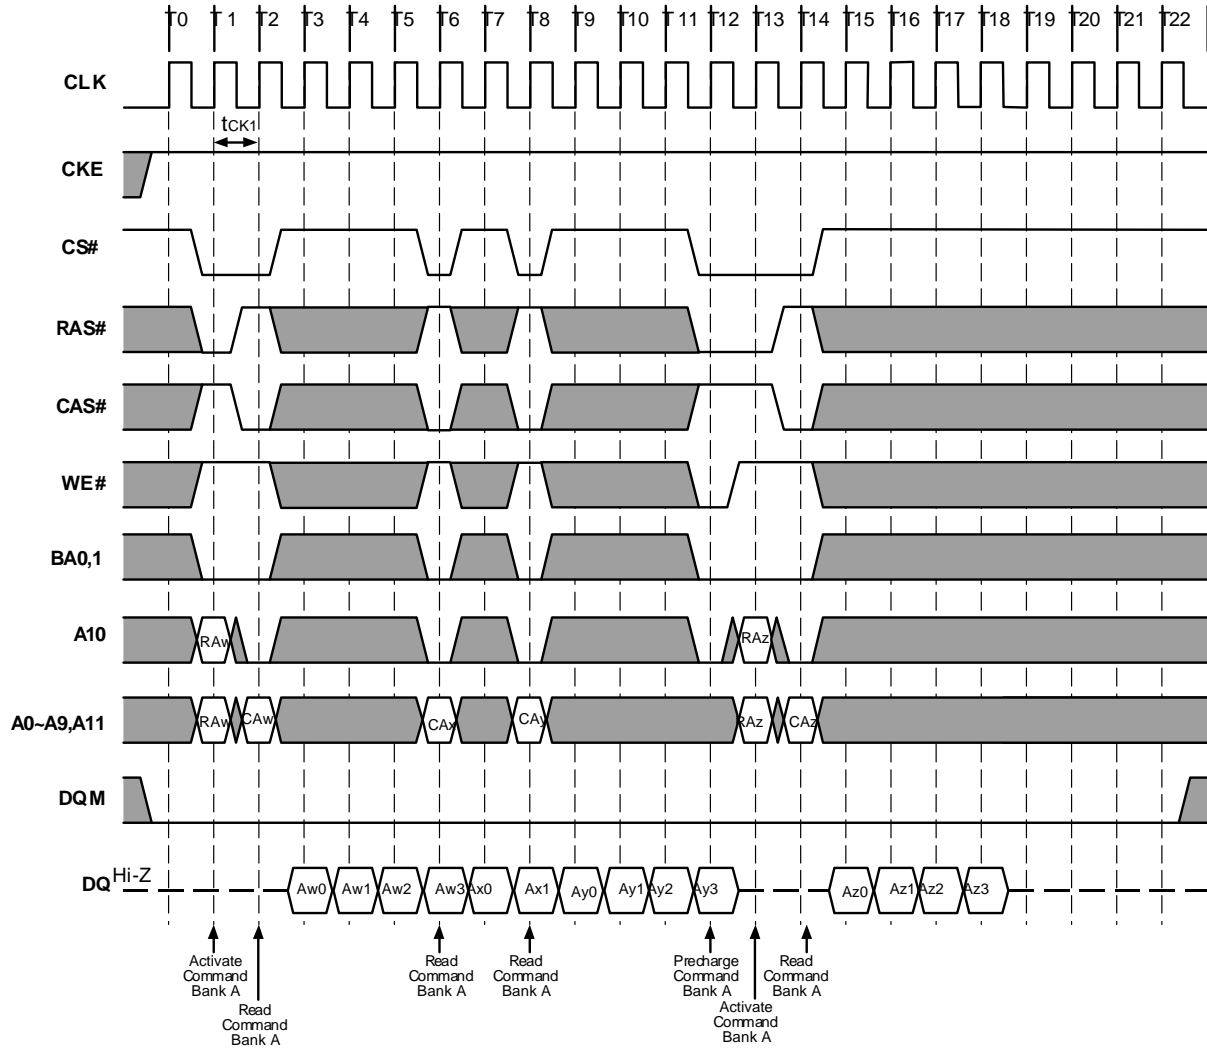 T0 T1 T2 T3 T4 T5 T6 T7 T8 T9 T10 T11 T12 T13 T14 T15 T16 T17 T18 T19 T20 T21 T22
CLK
tCK1
CKE
CS#
RAS#
CAS#
WE#
BA0,1
A10
RAw RAz
A0~A9,A11
RAw CAw CAx CAy RAz CAz
DQM
DQ Hi-Z
Aw0 Aw1 Aw2 Aw3 Ax0 Ax1 Ay0 Ay1 Ay2 Ay3 Az0 Az1 Az2 Az3
Activate
Command
Bank A
Read
Command
Bank A
Read
Command
Bank A
Read
Command
Bank A
Precharge
Command
Bank A
Activate
Command
Bank A
Read
Command
Bank A